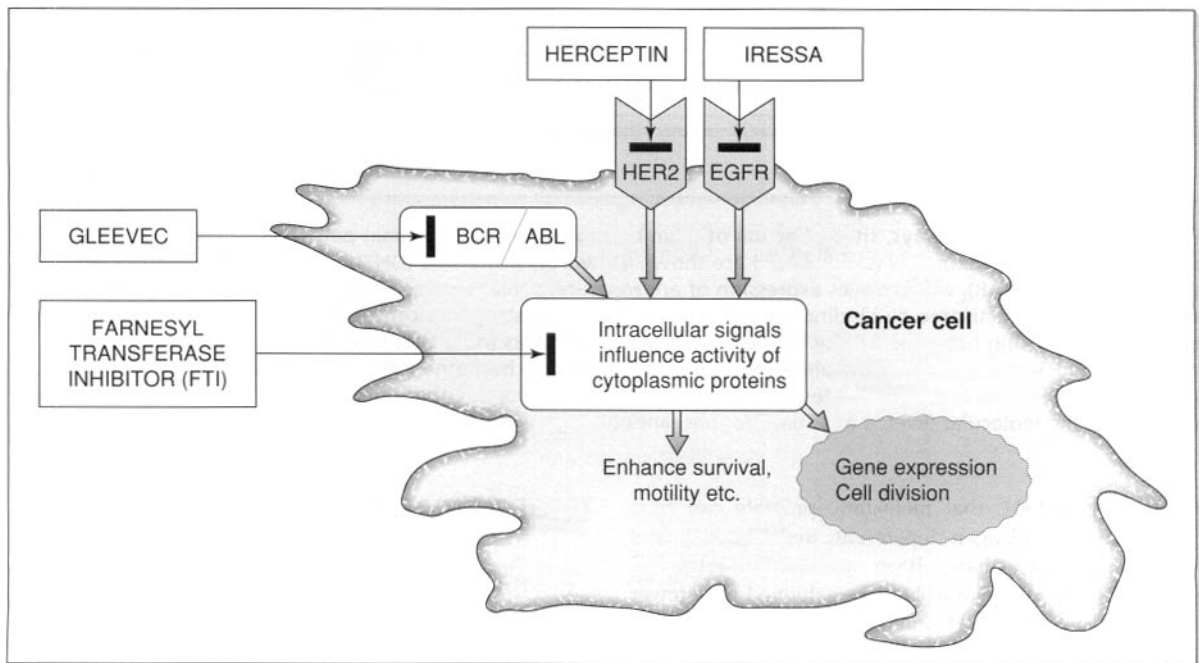 HERCEPTIN
IRESSA
HER2
EGFR
GLEEVEC
BCR / ABL
FARNESYL
TRANSFERASE
INHIBITOR (FTI)
Intracellular signals
influence activity of
cytoplasmic proteins
Cancer cell
Enhance survival,
motility etc.
Gene expression
Cell division